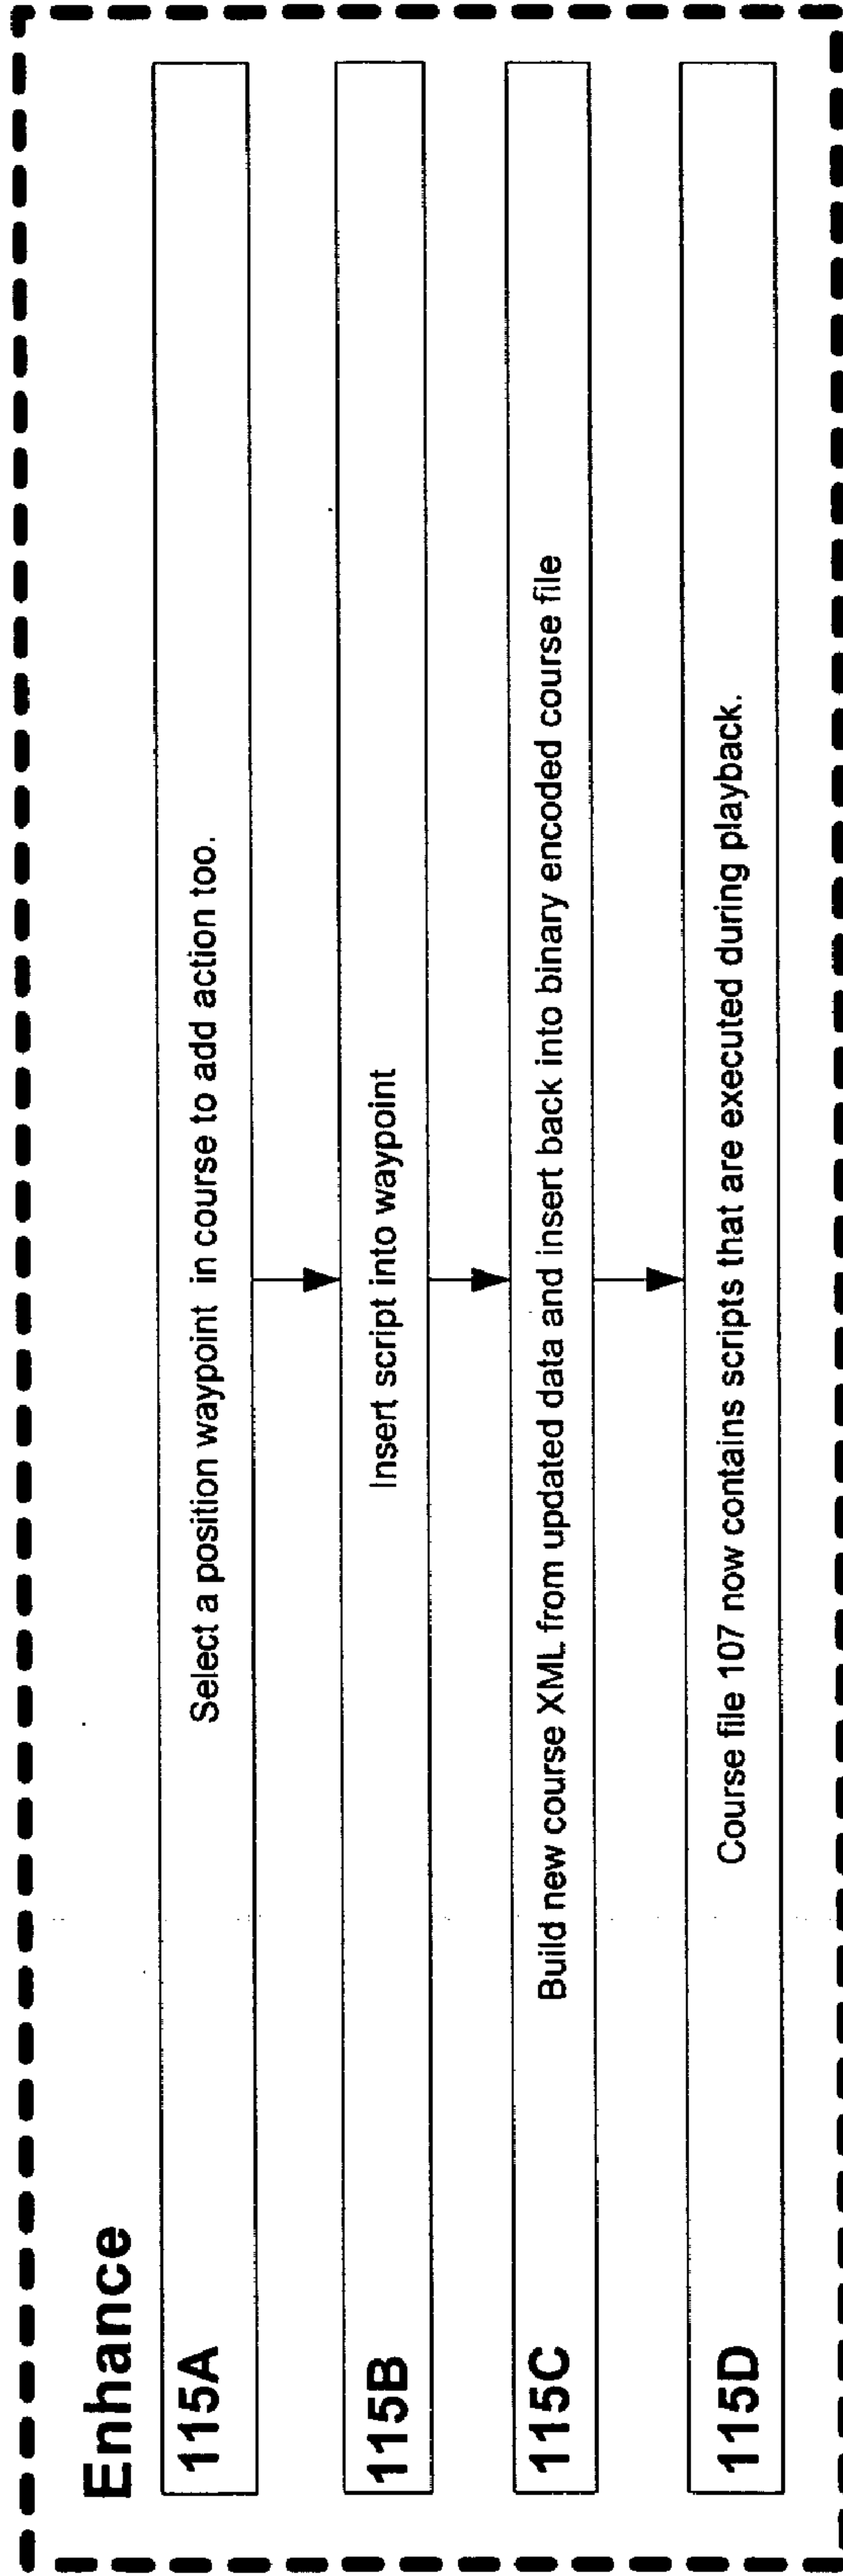 Enhance
115A
Select a position waypoint in course to add action too.
115B
Insert script into waypoint
115C
Build new course XML from updated data and insert back into binary encoded course file
115D
Course file 107 now contains scripts that are executed during playback.